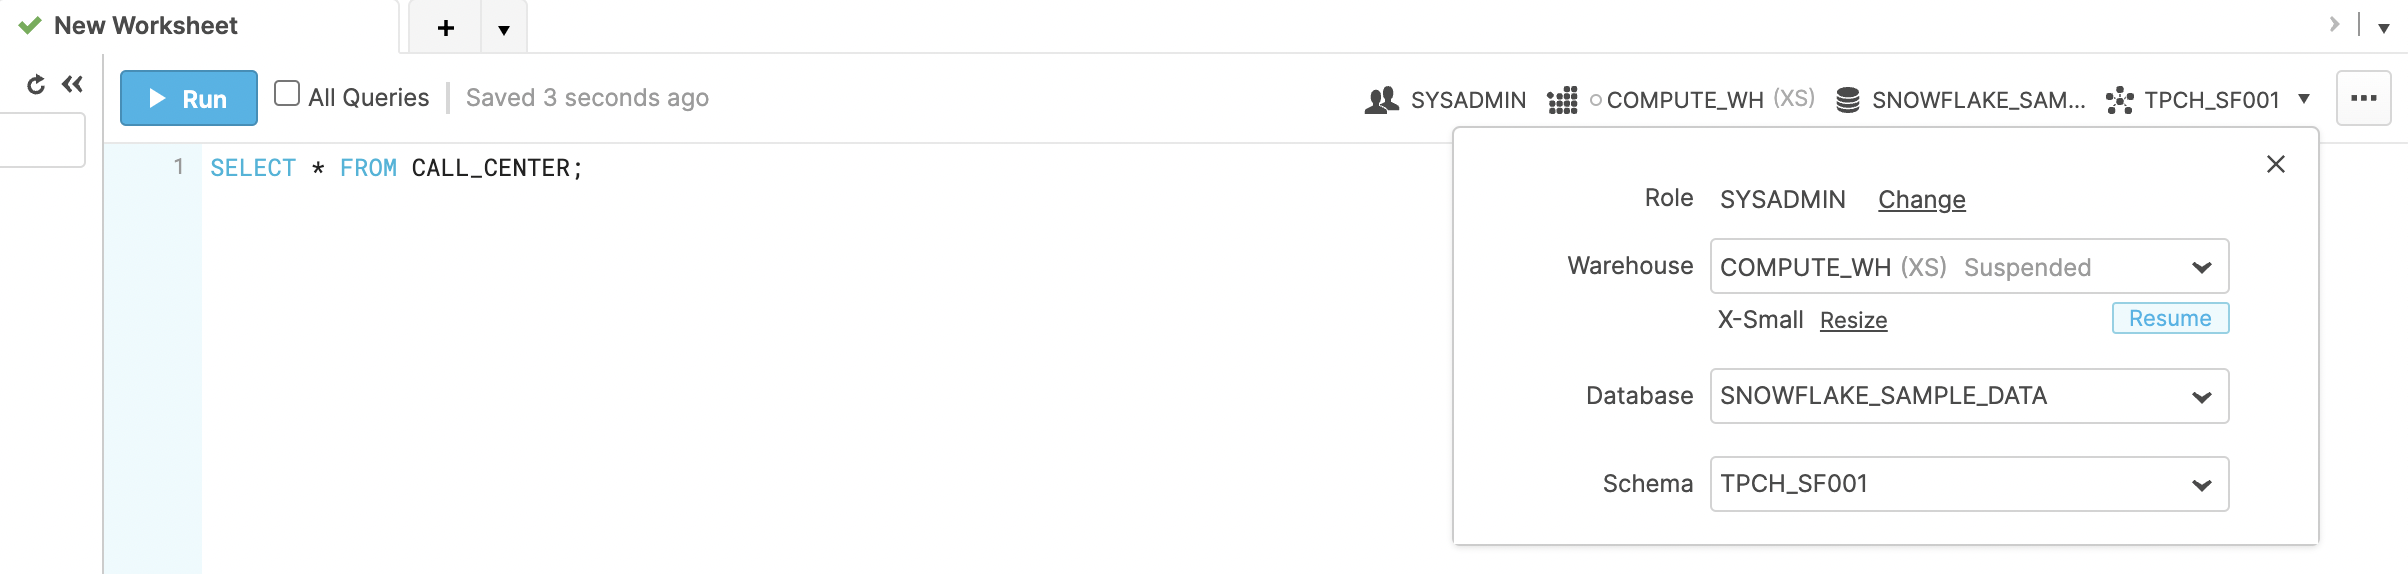 New Worksheet
Run All Queries Saved 3 seconds ago SYSADMIN COMPUTE_WH (XS) SNOWFLAKE_SAM... TPCH_SF001
1 SELECT * FROM CALL_CENTER;
Role SYSADMIN Change
Warehouse COMPUTE_WH (XS) Suspended
X-Small Resize Resume
Database SNOWFLAKE_SAMPLE_DATA
Schema TPCH_SF001